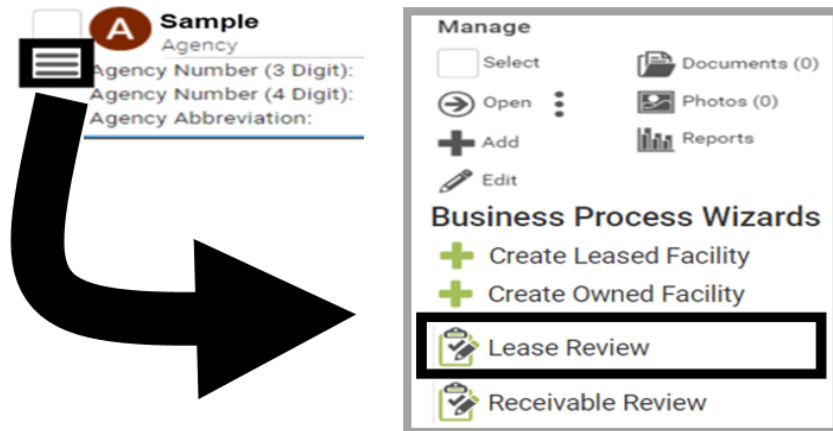 A
Sample
Agency
Agency Number (3 Digit):
Agency Number (4 Digit):
Agency Abbreviation:
Manage
Select
Documents (0)
Open
Photos (0)
Add
Reports
Edit
Business Process Wizards
Create Leased Facility
Create Owned Facility
Lease Review
Receivable Review